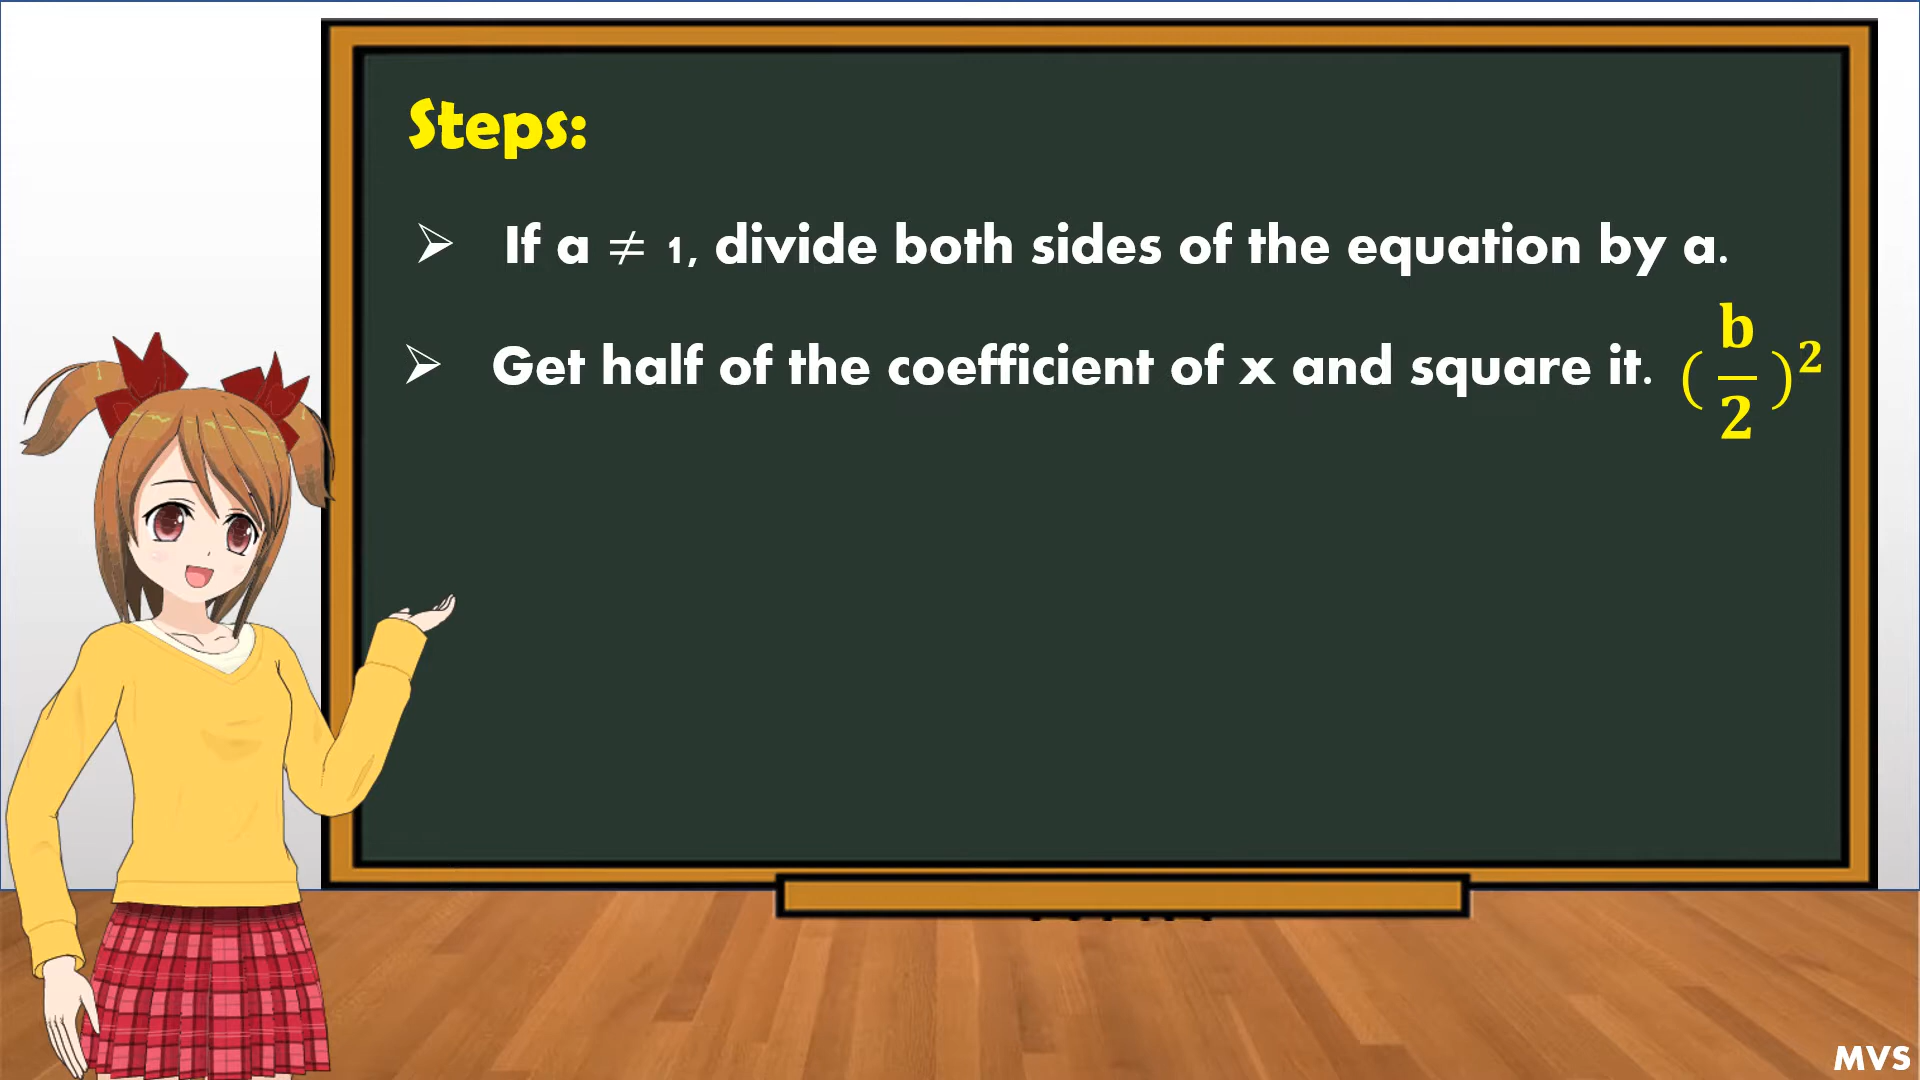 Steps:
➢ If a ≠ 1, divide both sides of the equation by a.
➢ Get half of the coefficient of x and square it. (b/2)²
MVS